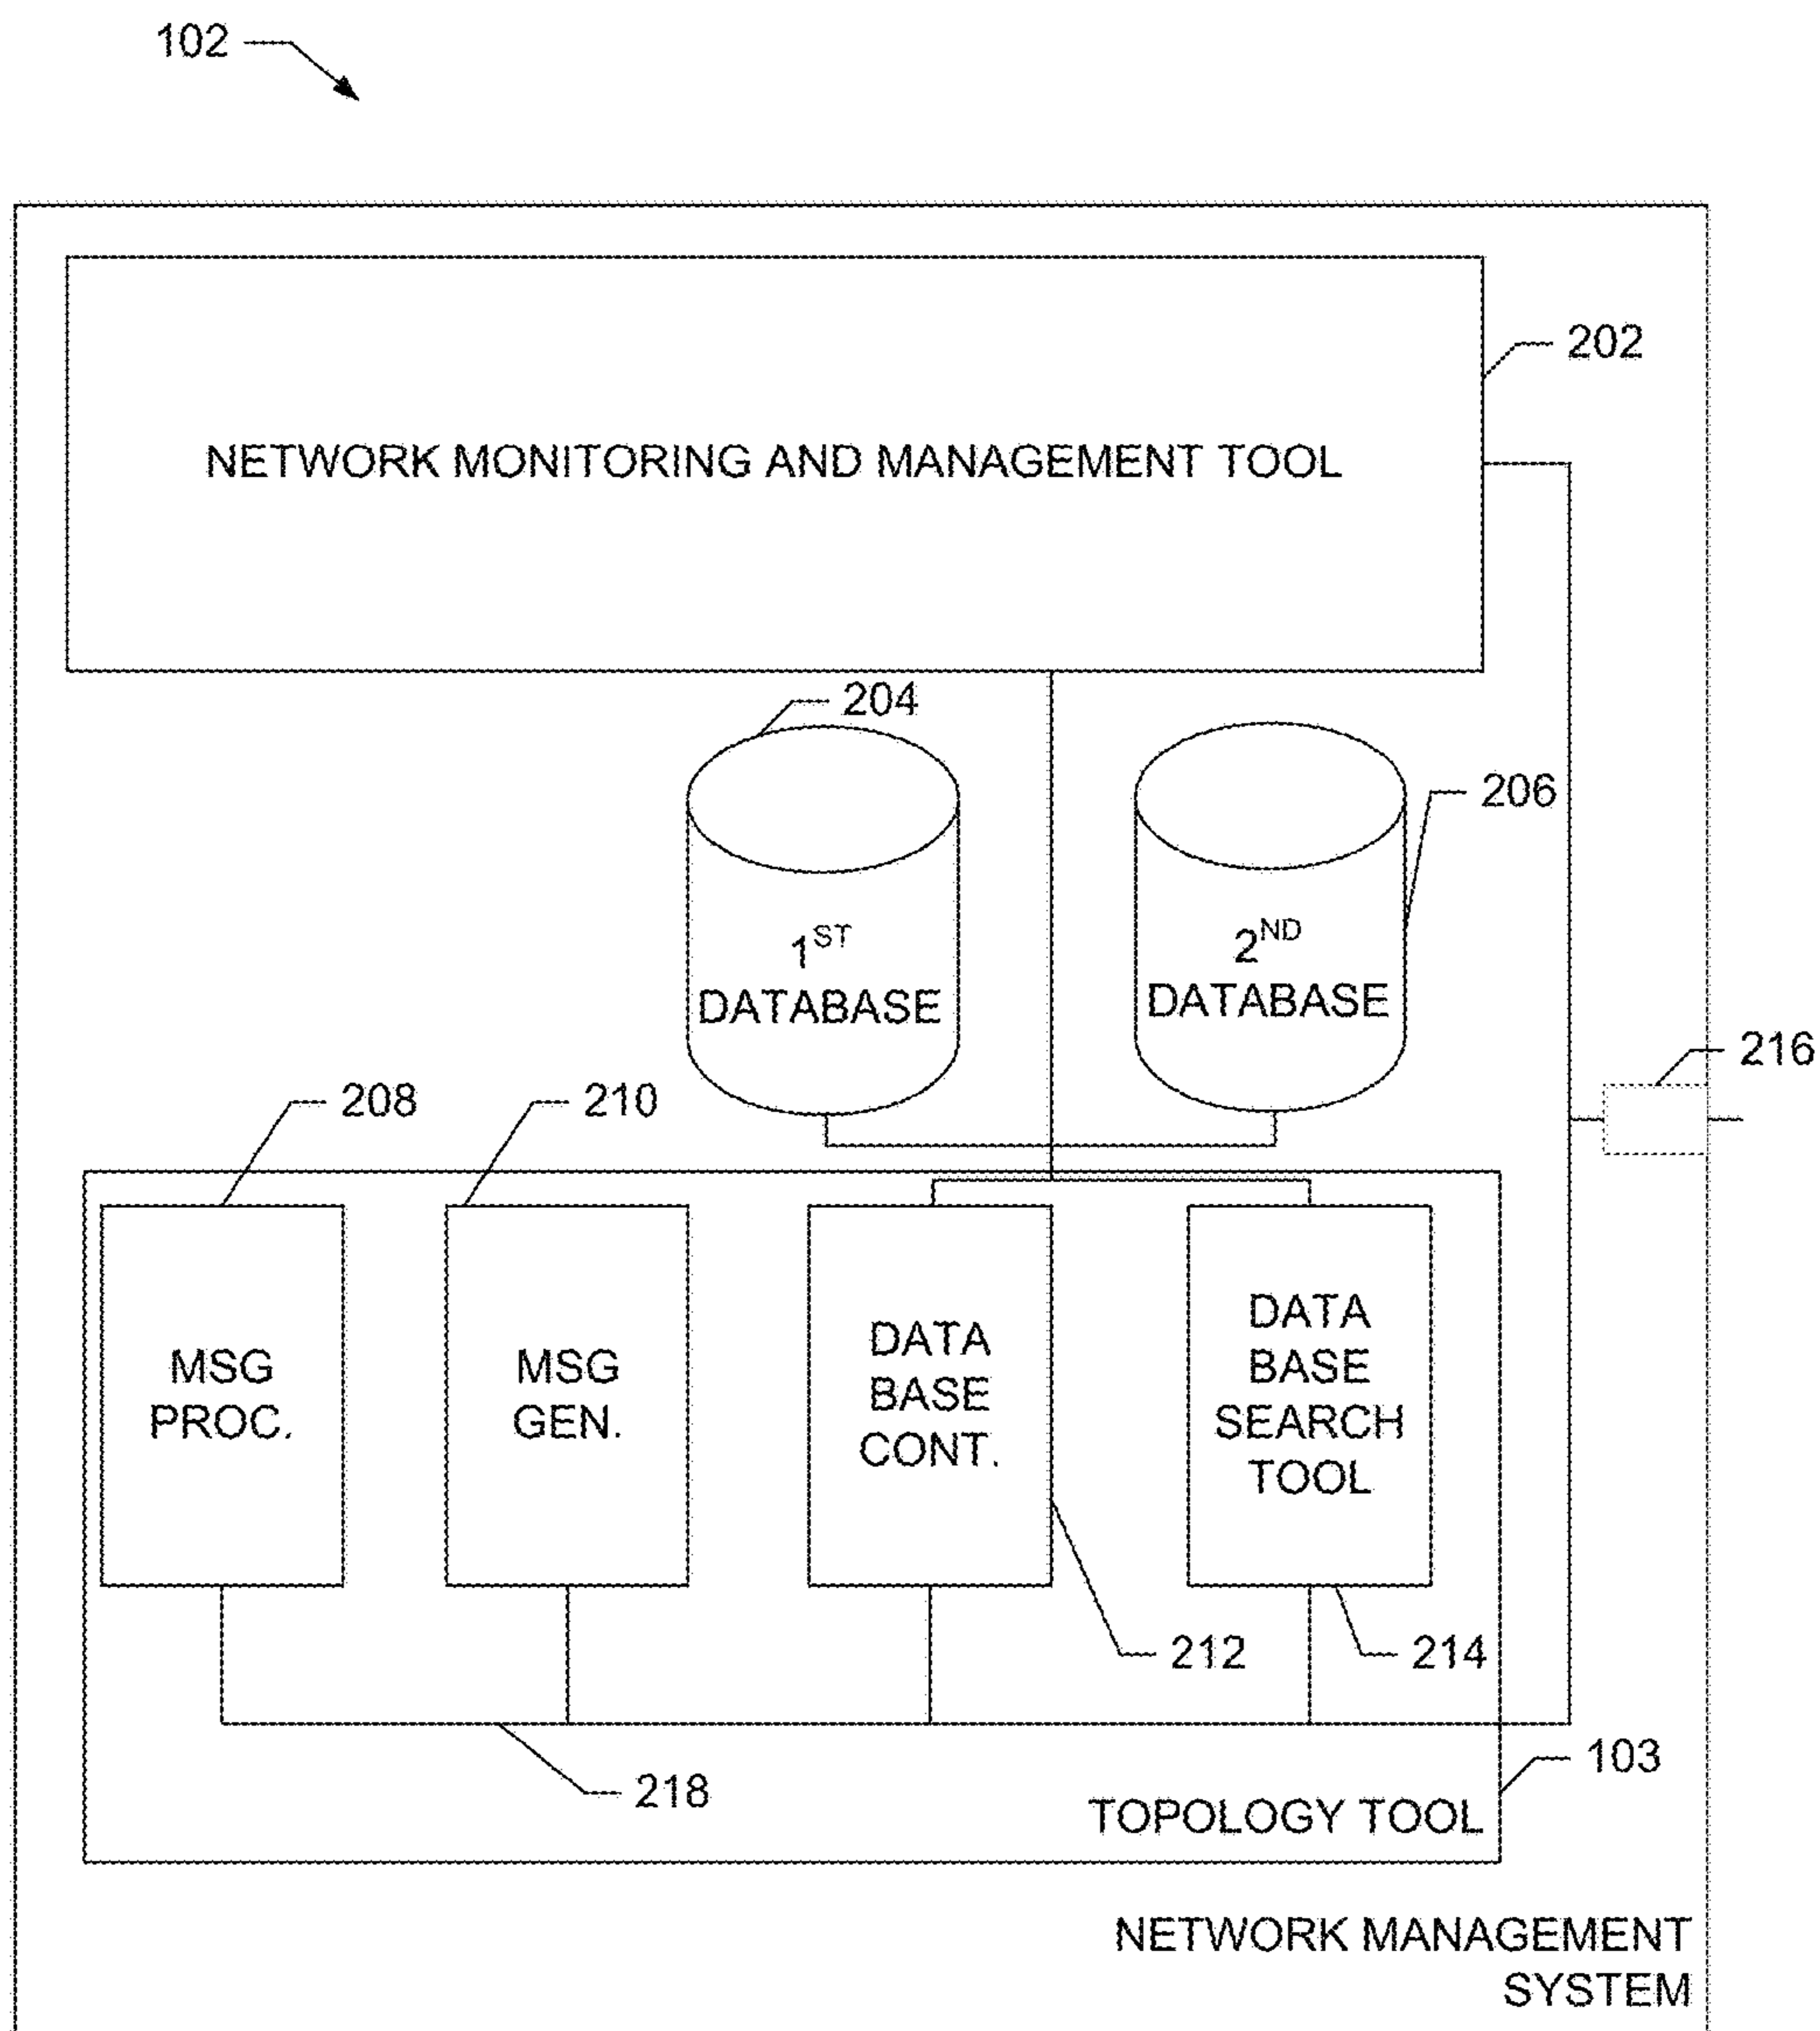 102
202
NETWORK MONITORING AND MANAGEMENT TOOL
204
206
1ST
DATABASE
2ND
DATABASE
216
208
210
MSG
PROC.
MSG
GEN.
DATA
BASE
CONT.
DATA
BASE
SEARCH
TOOL
212
214
218
103
TOPOLOGY TOOL
NETWORK MANAGEMENT
SYSTEM